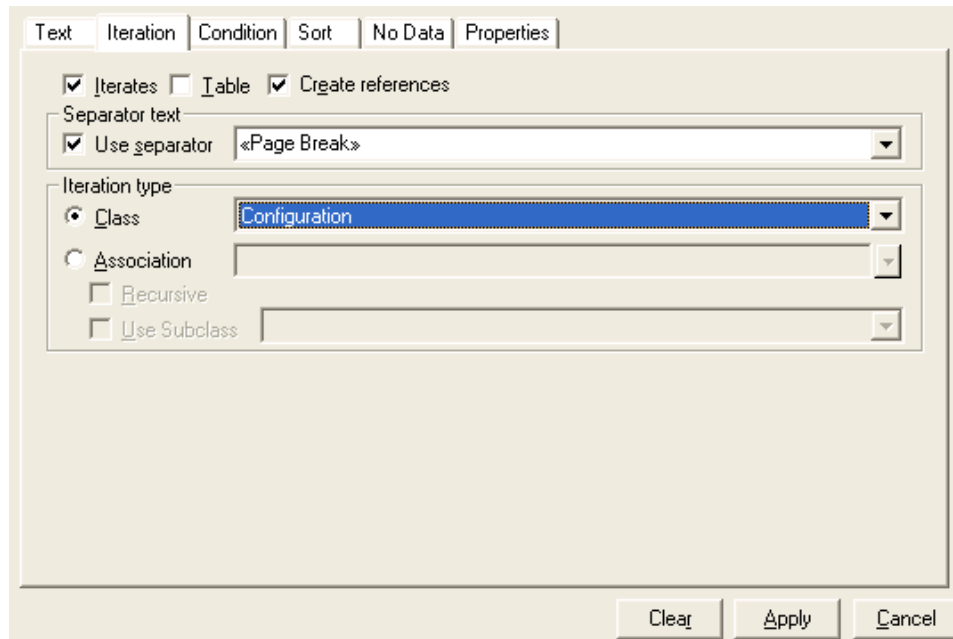 Text Iteration Condition Sort No Data Properties
Iterates Table Create references
Separator text
Use separator «Page Break»
Iteration type
Class Configuration
Association
Recursive
Use Subclass
Clear Apply Cancel